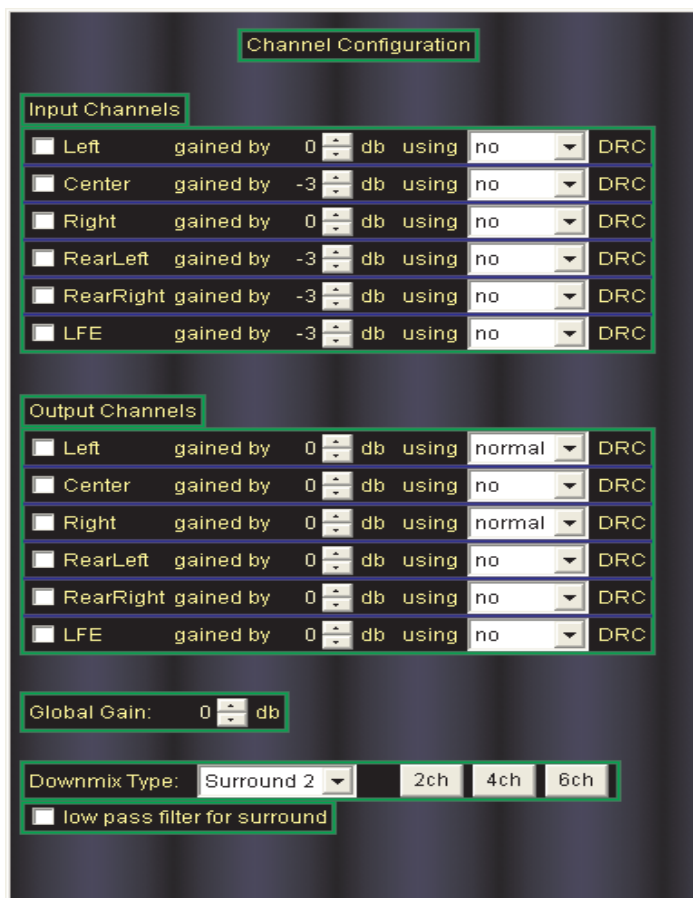 Channel Configuration
Input Channels
Left gained by 0 db using no DRC
Center gained by -3 db using no DRC
Right gained by 0 db using no DRC
RearLeft gained by -3 db using no DRC
RearRight gained by -3 db using no DRC
LFE gained by -3 db using no DRC
Output Channels
Left gained by 0 db using normal DRC
Center gained by 0 db using no DRC
Right gained by 0 db using normal DRC
RearLeft gained by 0 db using no DRC
RearRight gained by 0 db using no DRC
LFE gained by 0 db using no DRC
Global Gain: 0 db
Downmix Type: Surround 2 2ch 4ch 6ch
low pass filter for surround